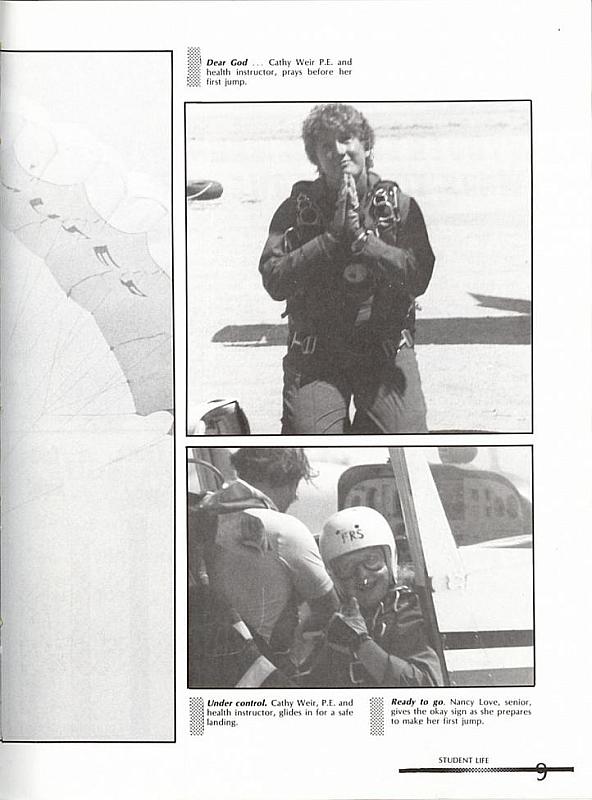 Dear God ... Cathy Weir P.E. and
health instructor, prays before her
first jump.
FRS
Under control. Cathy Weir, P.E. and
health instructor, glides in for a safe
landing.
Ready to go. Nancy Love, senior,
gives the okay sign as she prepares
to make her first jump.
STUDENT LIFE
9